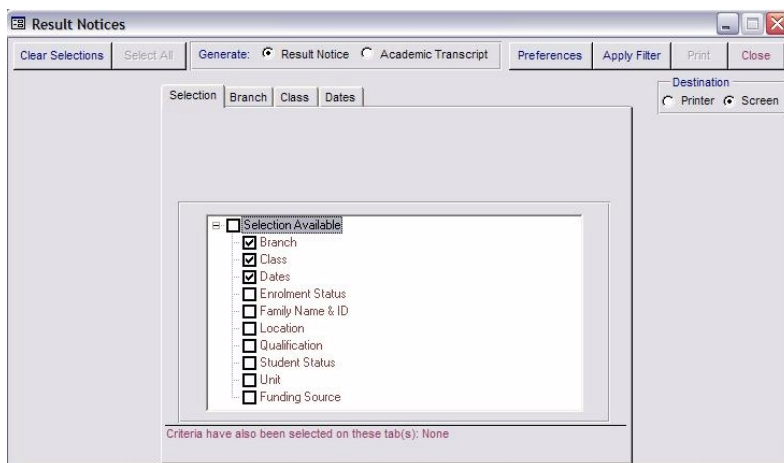 Result Notices
Clear Selections Select All Generate: Result Notice Academic Transcript Preferences Apply Filter Print Close
Destination
Printer Screen
Selection Branch Class Dates
Selection Available
Branch
Class
Dates
Enrolment Status
Family Name & ID
Location
Qualification
Student Status
Unit
Funding Source
Criteria have also been selected on these tab(s): None